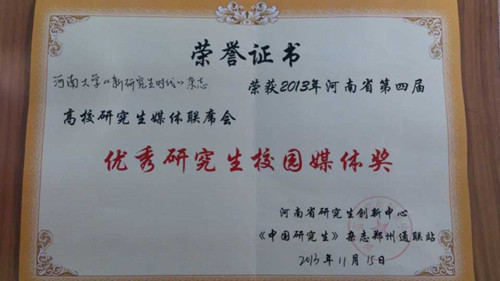 荣誉证书
河南大学《新研究生时代》杂志 荣获2013年河南省第四届
高校研究生媒体联席会
优秀研究生校园媒体奖
河南省研究生创新中心
《中国研究生》杂志郑州通联站
2013年11月15日